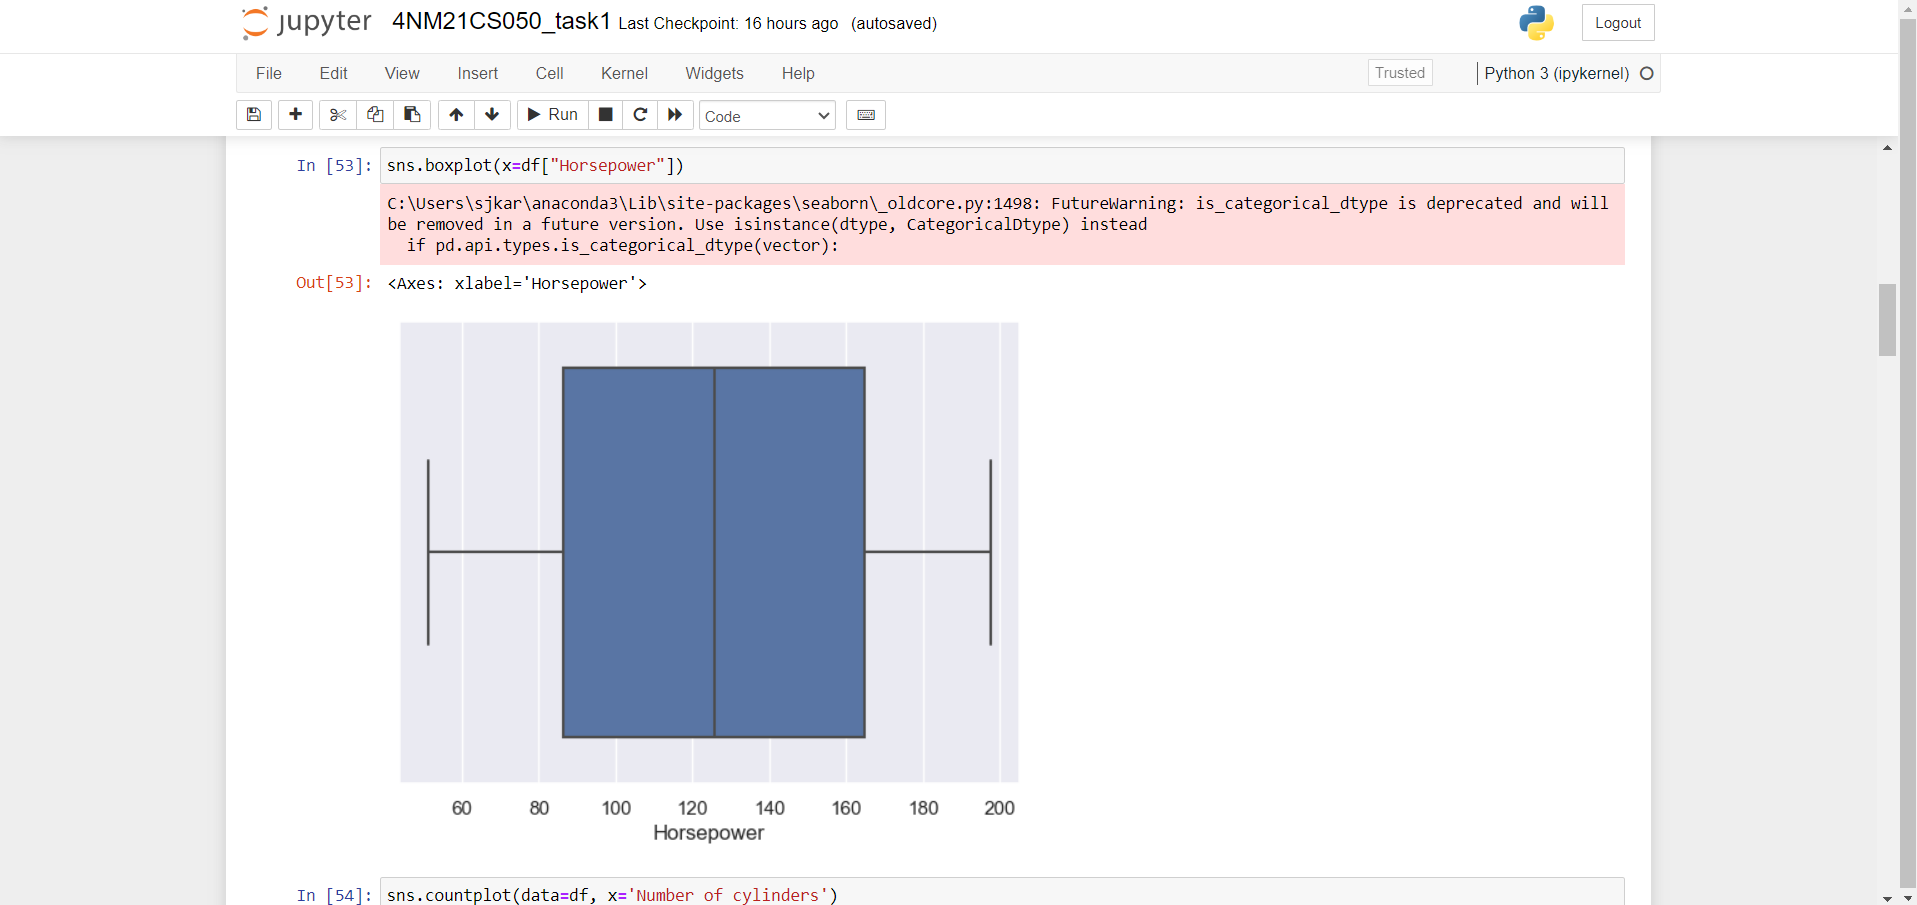 jupyter 4NM21CS050_task1 Last Checkpoint: 16 hours ago (autosaved)
Logout
File Edit View Insert Cell Kernel Widgets Help
Trusted
Python 3 (ipykernel)
Run
Code
In [53]: sns.boxplot(x=df["Horsepower"])
C:\Users\sjkar\anaconda3\Lib\site-packages\seaborn\_oldcore.py:1498: FutureWarning: is_categorical_dtype is deprecated and will
be removed in a future version. Use isinstance(dtype, CategoricalDtype) instead
  if pd.api.types.is_categorical_dtype(vector):
Out[53]: <Axes: xlabel='Horsepower'>
60 80 100 120 140 160 180 200
Horsepower
In [54]: sns.countplot(data=df, x='Number of cylinders')